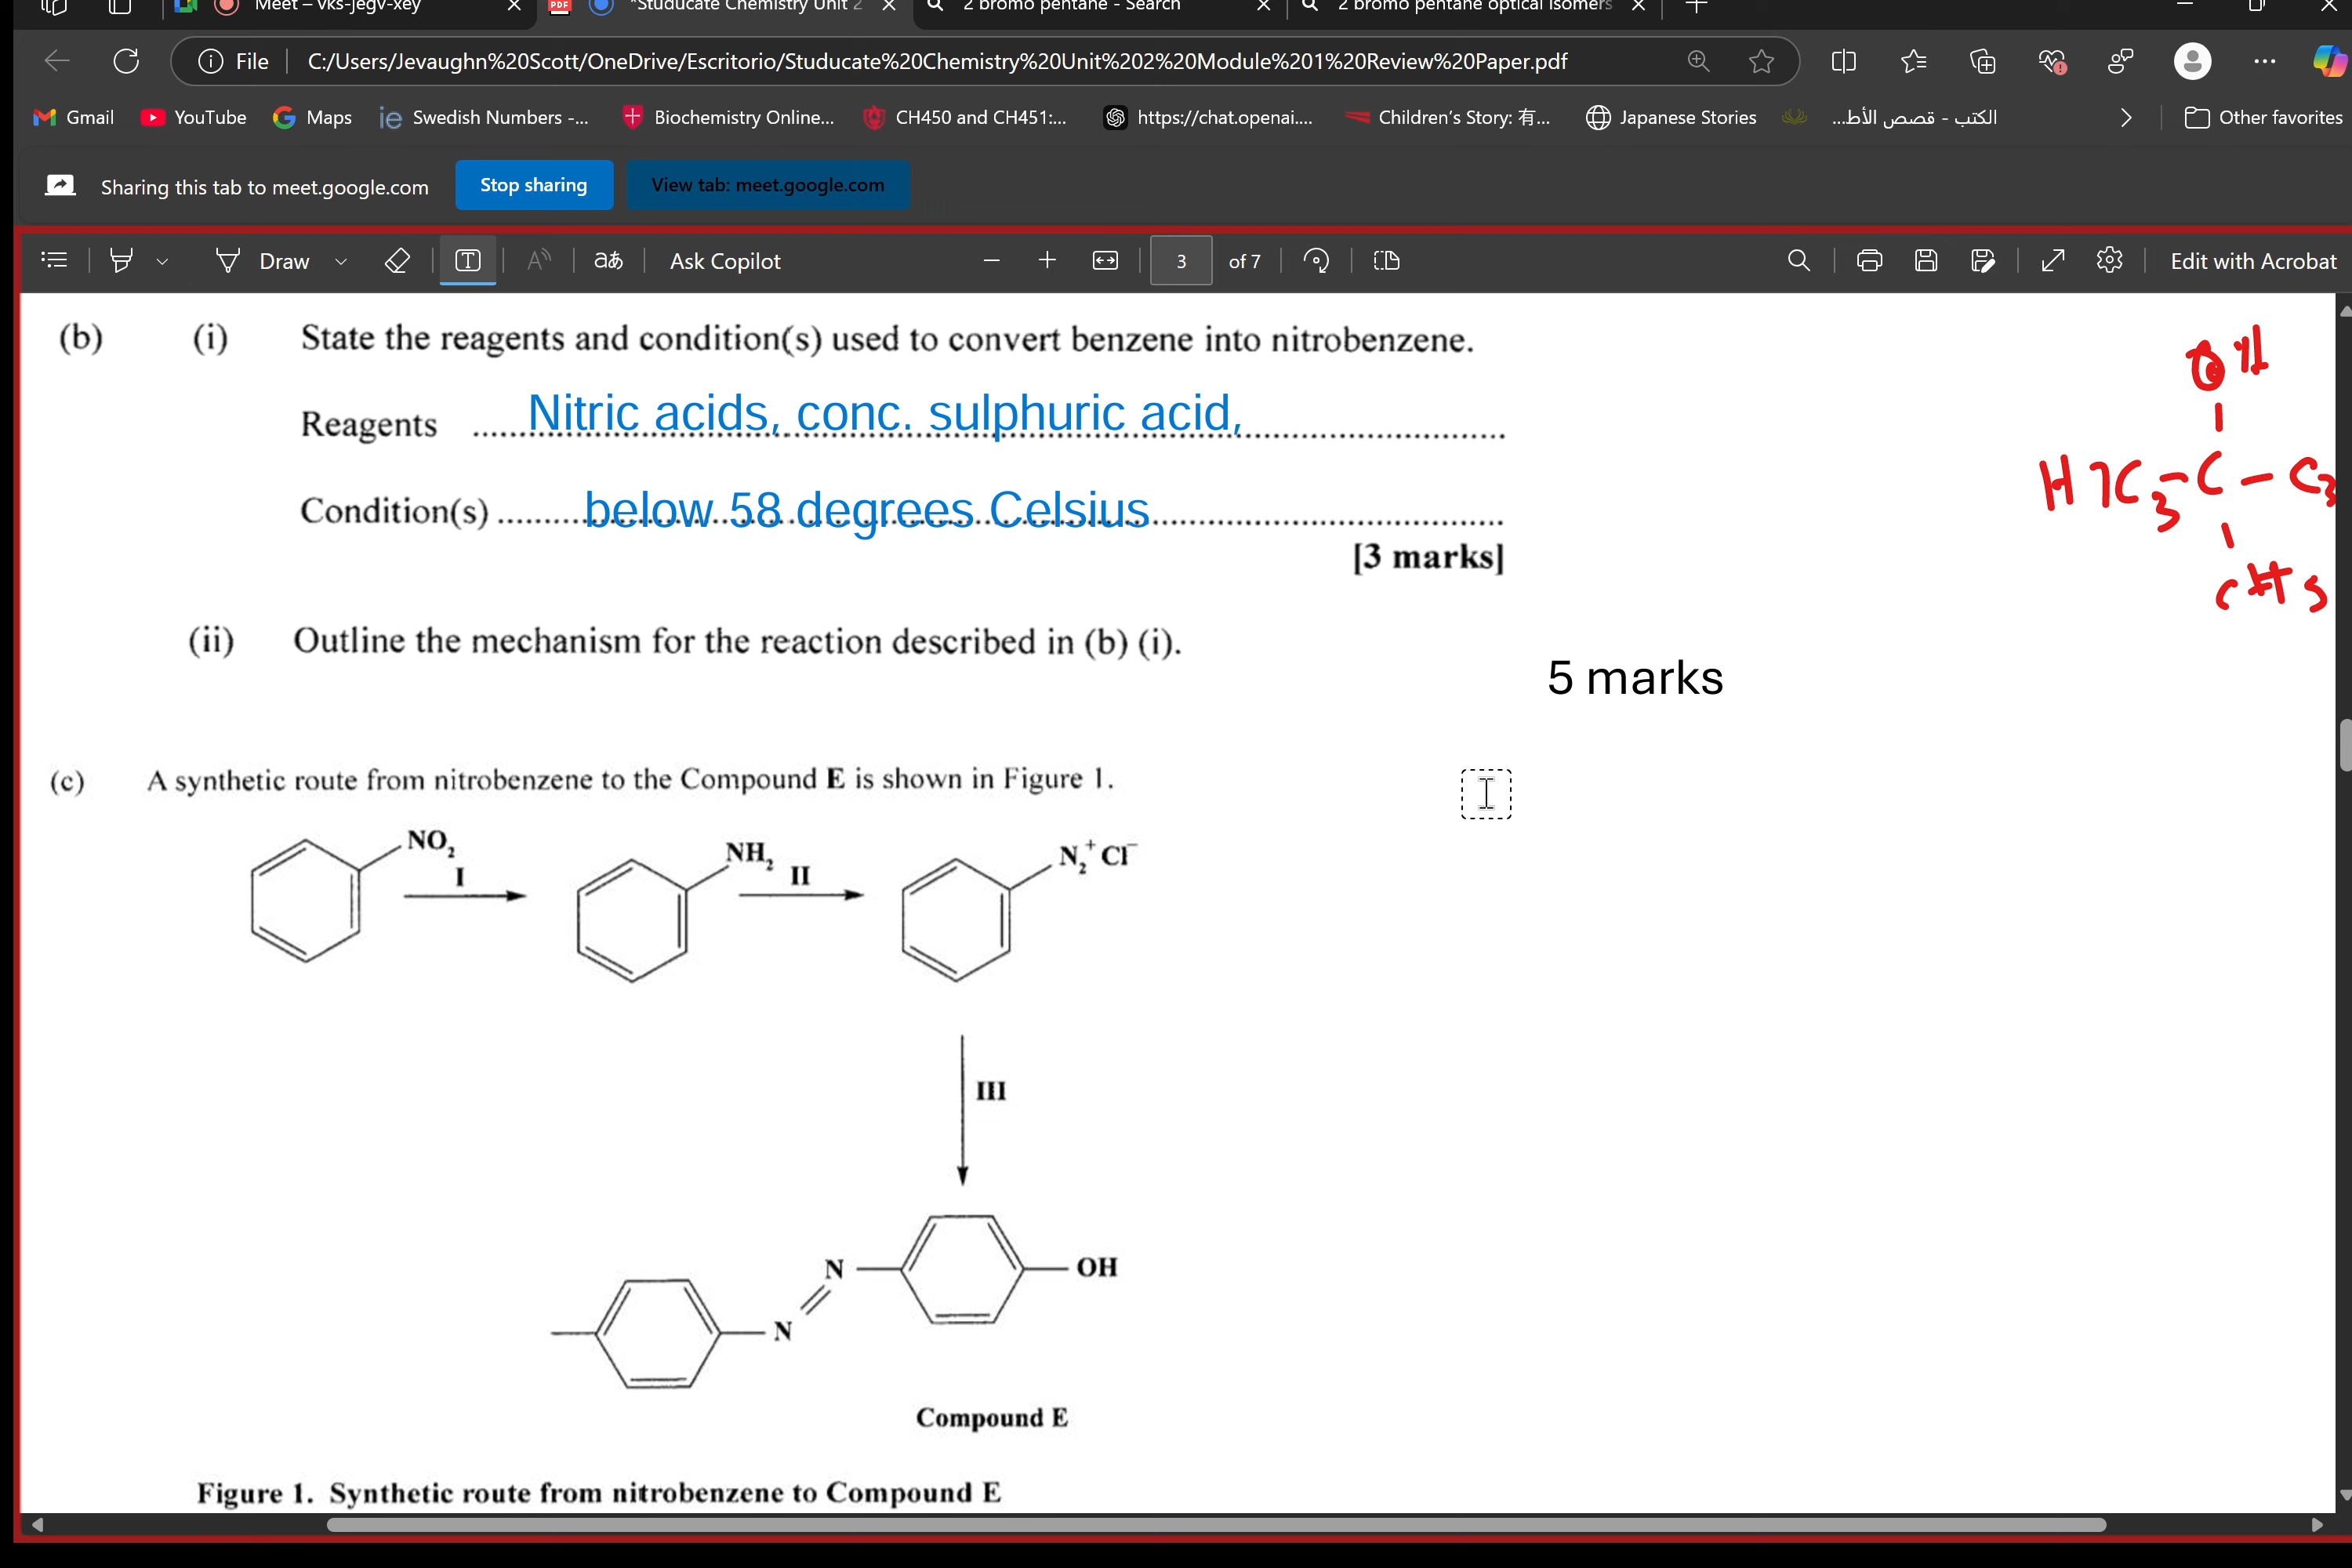 Meet – vks-jegv-xey
*Studucate Chemistry Unit 2
2 bromo pentane - Search
2 bromo pentane optical isomers
File
C:/Users/Jevaughn%20Scott/OneDrive/Escritorio/Studucate%20Chemistry%20Unit%202%20Module%201%20Review%20Paper.pdf
Gmail
YouTube
Maps
Swedish Numbers -...
Biochemistry Online...
CH450 and CH451:...
https://chat.openai....
Children's Story: 有...
Japanese Stories
الكتب - قصص الأط...
Other favorites
Sharing this tab to meet.google.com
Stop sharing
View tab: meet.google.com
Draw
aあ
Ask Copilot
3
of 7
Edit with Acrobat
(b) (i) State the reagents and condition(s) used to convert benzene into nitrobenzene.
Reagents Nitric acids, conc. sulphuric acid,
Condition(s) below 58 degrees Celsius
[3 marks]
OH
C
CH3
(ii) Outline the mechanism for the reaction described in (b) (i).
5 marks
(c) A synthetic route from nitrobenzene to the Compound E is shown in Figure 1.
NO₂
I
NH₂
II
N₂⁺Cl⁻
III
N
N
OH
Compound E
Figure 1. Synthetic route from nitrobenzene to Compound E